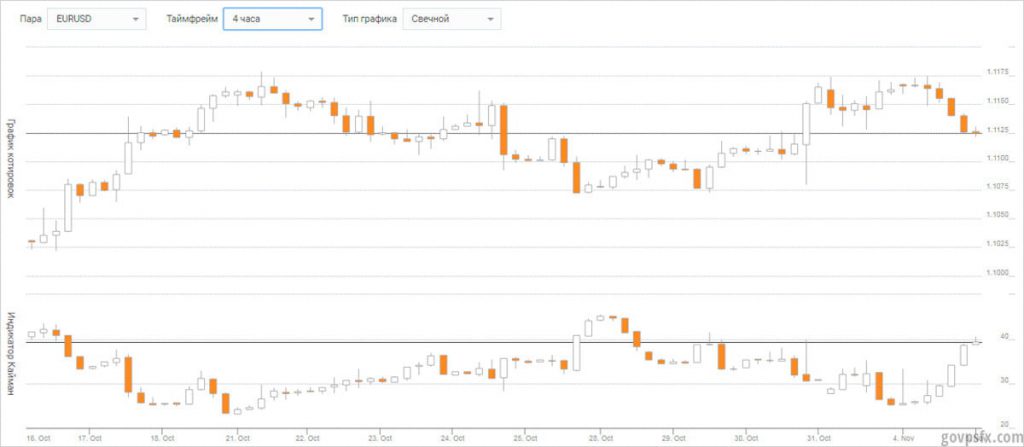 Пара EURUSD Таймфрейм 4 часа Тип графика Свечной
График котировок
1.1175
1.1150
1.1125
1.1100
1.1075
1.1050
1.1025
1.1000
Индикатор Кайман
40
30
20
16. Oct 17. Oct 18. Oct 21. Oct 22. Oct 23. Oct 24. Oct 25. Oct 28. Oct 29. Oct 30. Oct 31. Oct 4. Nov
govpsfx.com